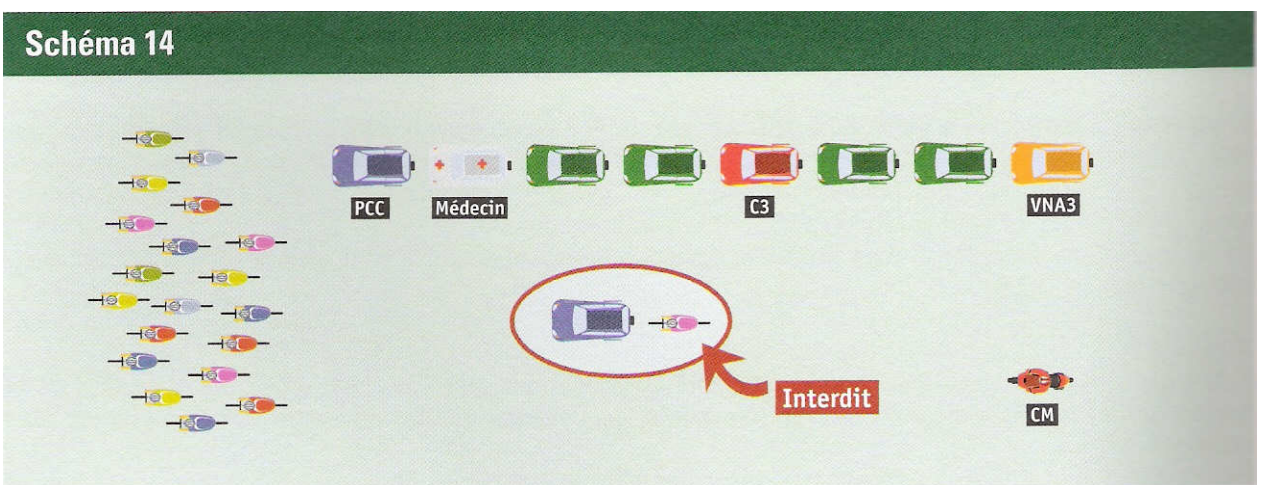 Schéma 14
PCC
Médecin
C3
VNA3
Interdit
CM